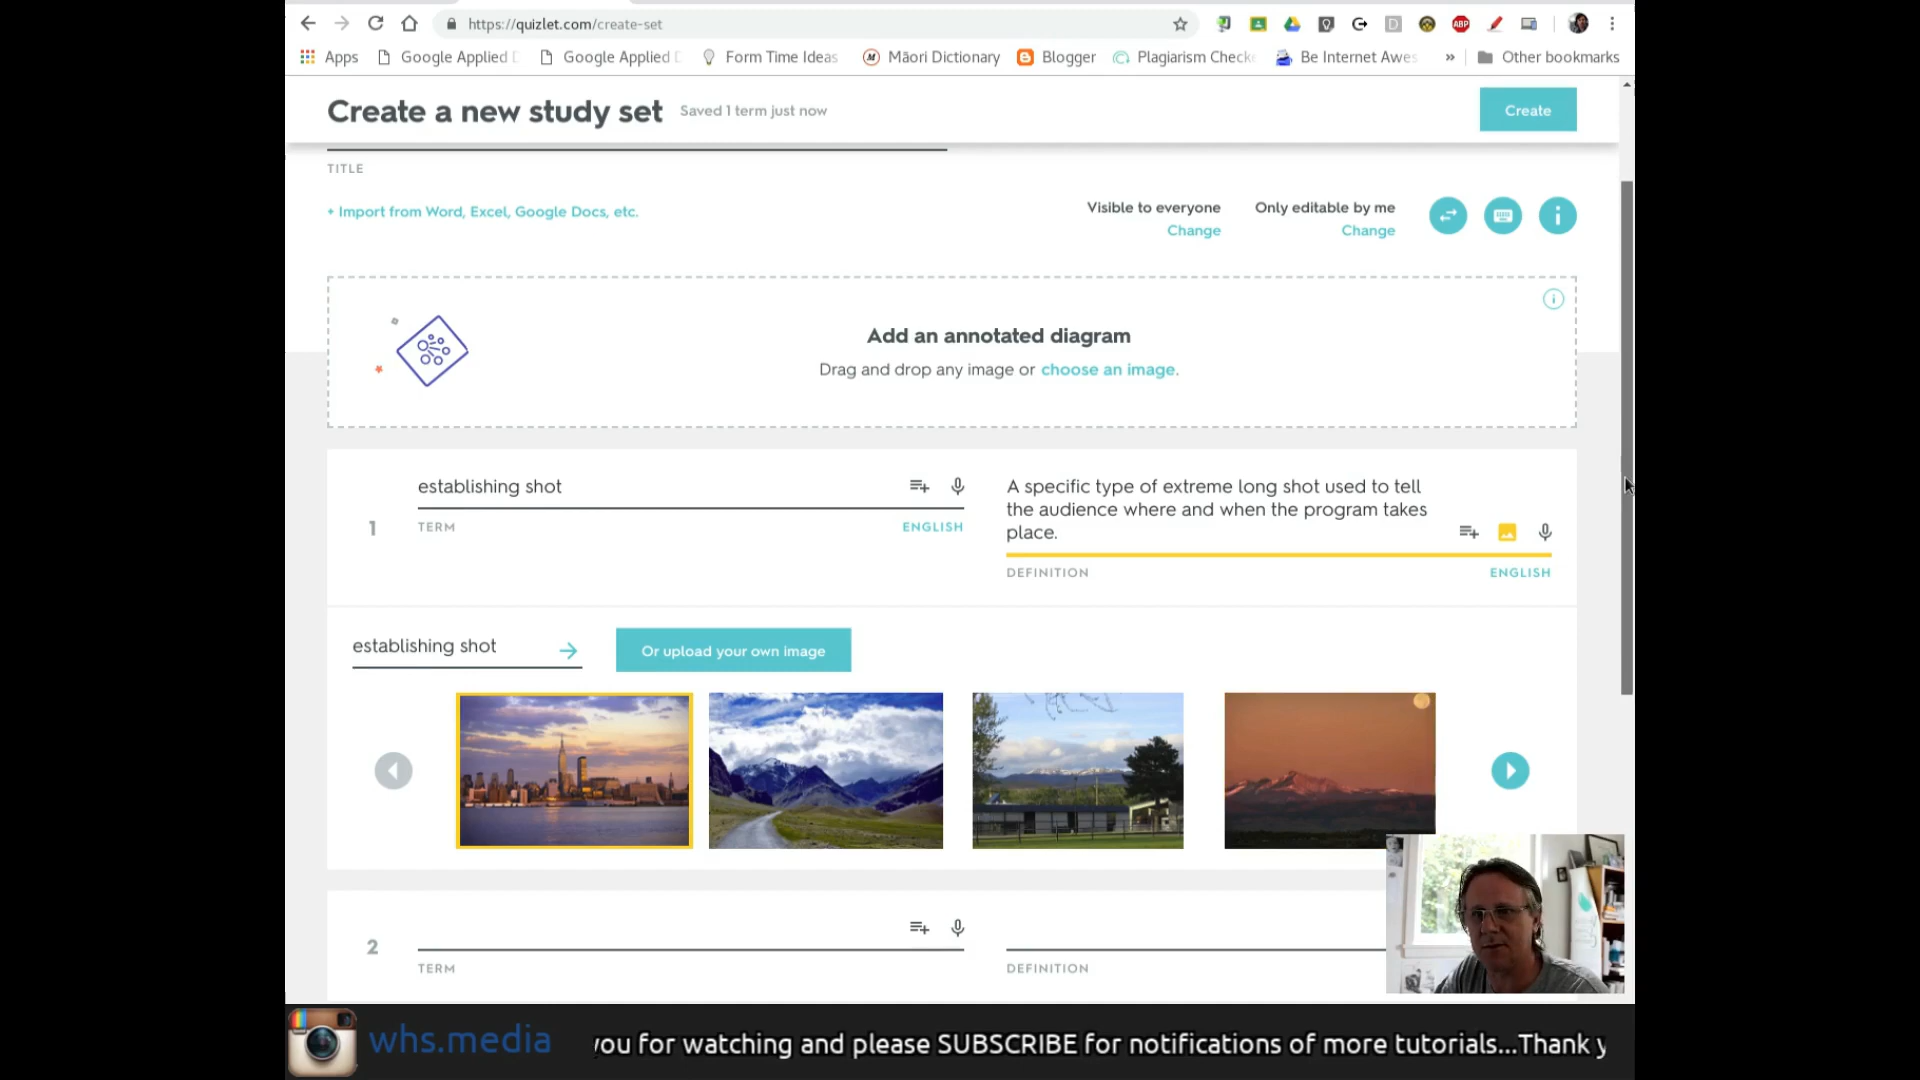 https://quizlet.com/create-set
ABP
Apps
Google Applied
Google Applied
Form Time Ideas
Māori Dictionary
Blogger
Plagiarism Check
Be Internet Awes
»
Other bookmarks
Create a new study set
Saved 1 term just now
Create
TITLE
+ Import from Word, Excel, Google Docs, etc.
Visible to everyone
Change
Only editable by me
Change
Add an annotated diagram
Drag and drop any image or choose an image.
1
establishing shot
TERM
ENGLISH
A specific type of extreme long shot used to tell
the audience where and when the program takes
place.
DEFINITION
ENGLISH
establishing shot
Or upload your own image
2
TERM
DEFINITION
whs.media
you for watching and please SUBSCRIBE for notifications of more tutorials...Thank y